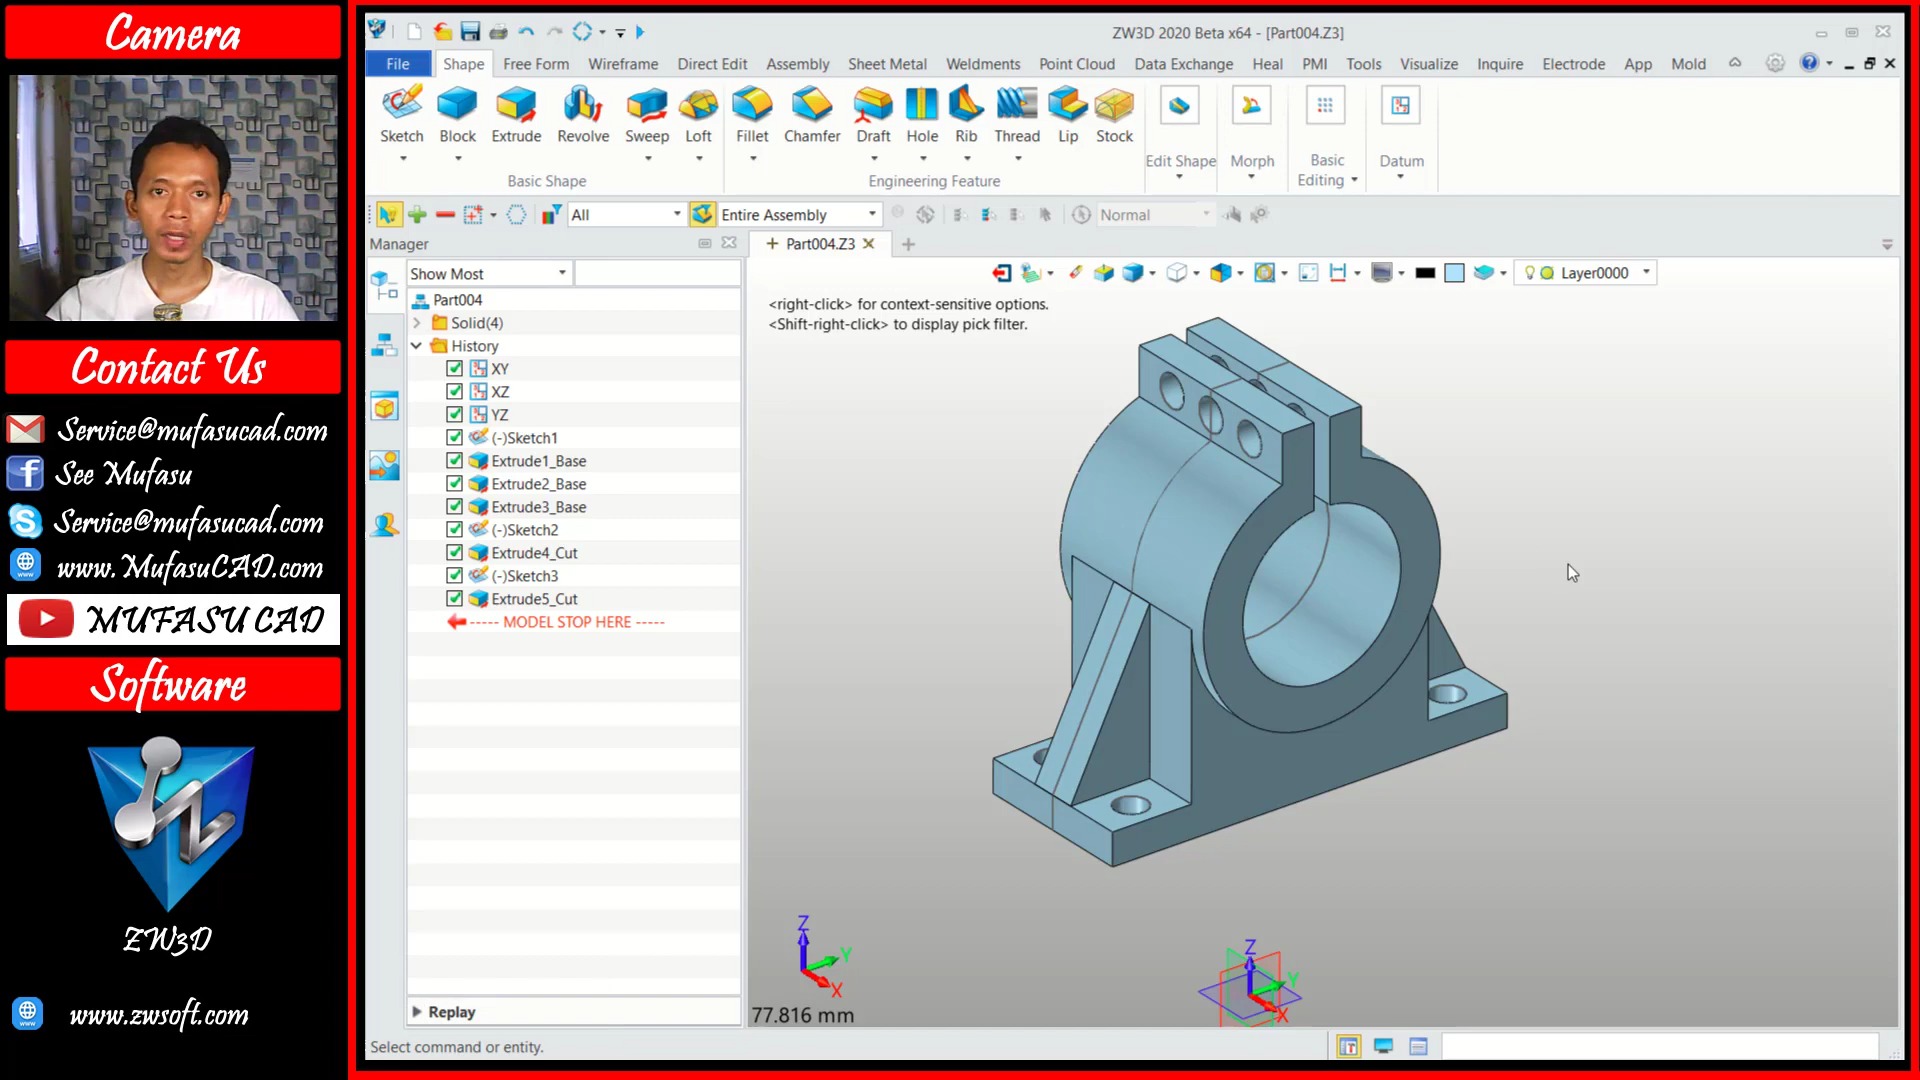 Camera
Contact Us
Service@mufasucad.com
See Mufasu
Service@mufasucad.com
www.MufasuCAD.com
MUFASU CAD
Software
ZW3D
www.zwsoft.com
ZW3D 2020 Beta x64 - [Part004.Z3]
File Shape Free Form Wireframe Direct Edit Assembly Sheet Metal Weldments Point Cloud Data Exchange Heal PMI Tools Visualize Inquire Electrode App Mold
Sketch Block Extrude Revolve Sweep Loft Fillet Chamfer Draft Hole Rib Thread Lip Stock
Edit Shape Morph Basic Editing Datum
Basic Shape Engineering Feature
All Entire Assembly Normal
Manager
Part004.Z3
Show Most
Layer0000
Part004
Solid(4)
History
XY
XZ
YZ
(-)Sketch1
Extrude1_Base
Extrude2_Base
Extrude3_Base
(-)Sketch2
Extrude4_Cut
(-)Sketch3
Extrude5_Cut
----- MODEL STOP HERE -----
Replay
<right-click> for context-sensitive options.
<Shift-right-click> to display pick filter.
Z
Y
X
Z
Y
X
77.816 mm
Select command or entity.